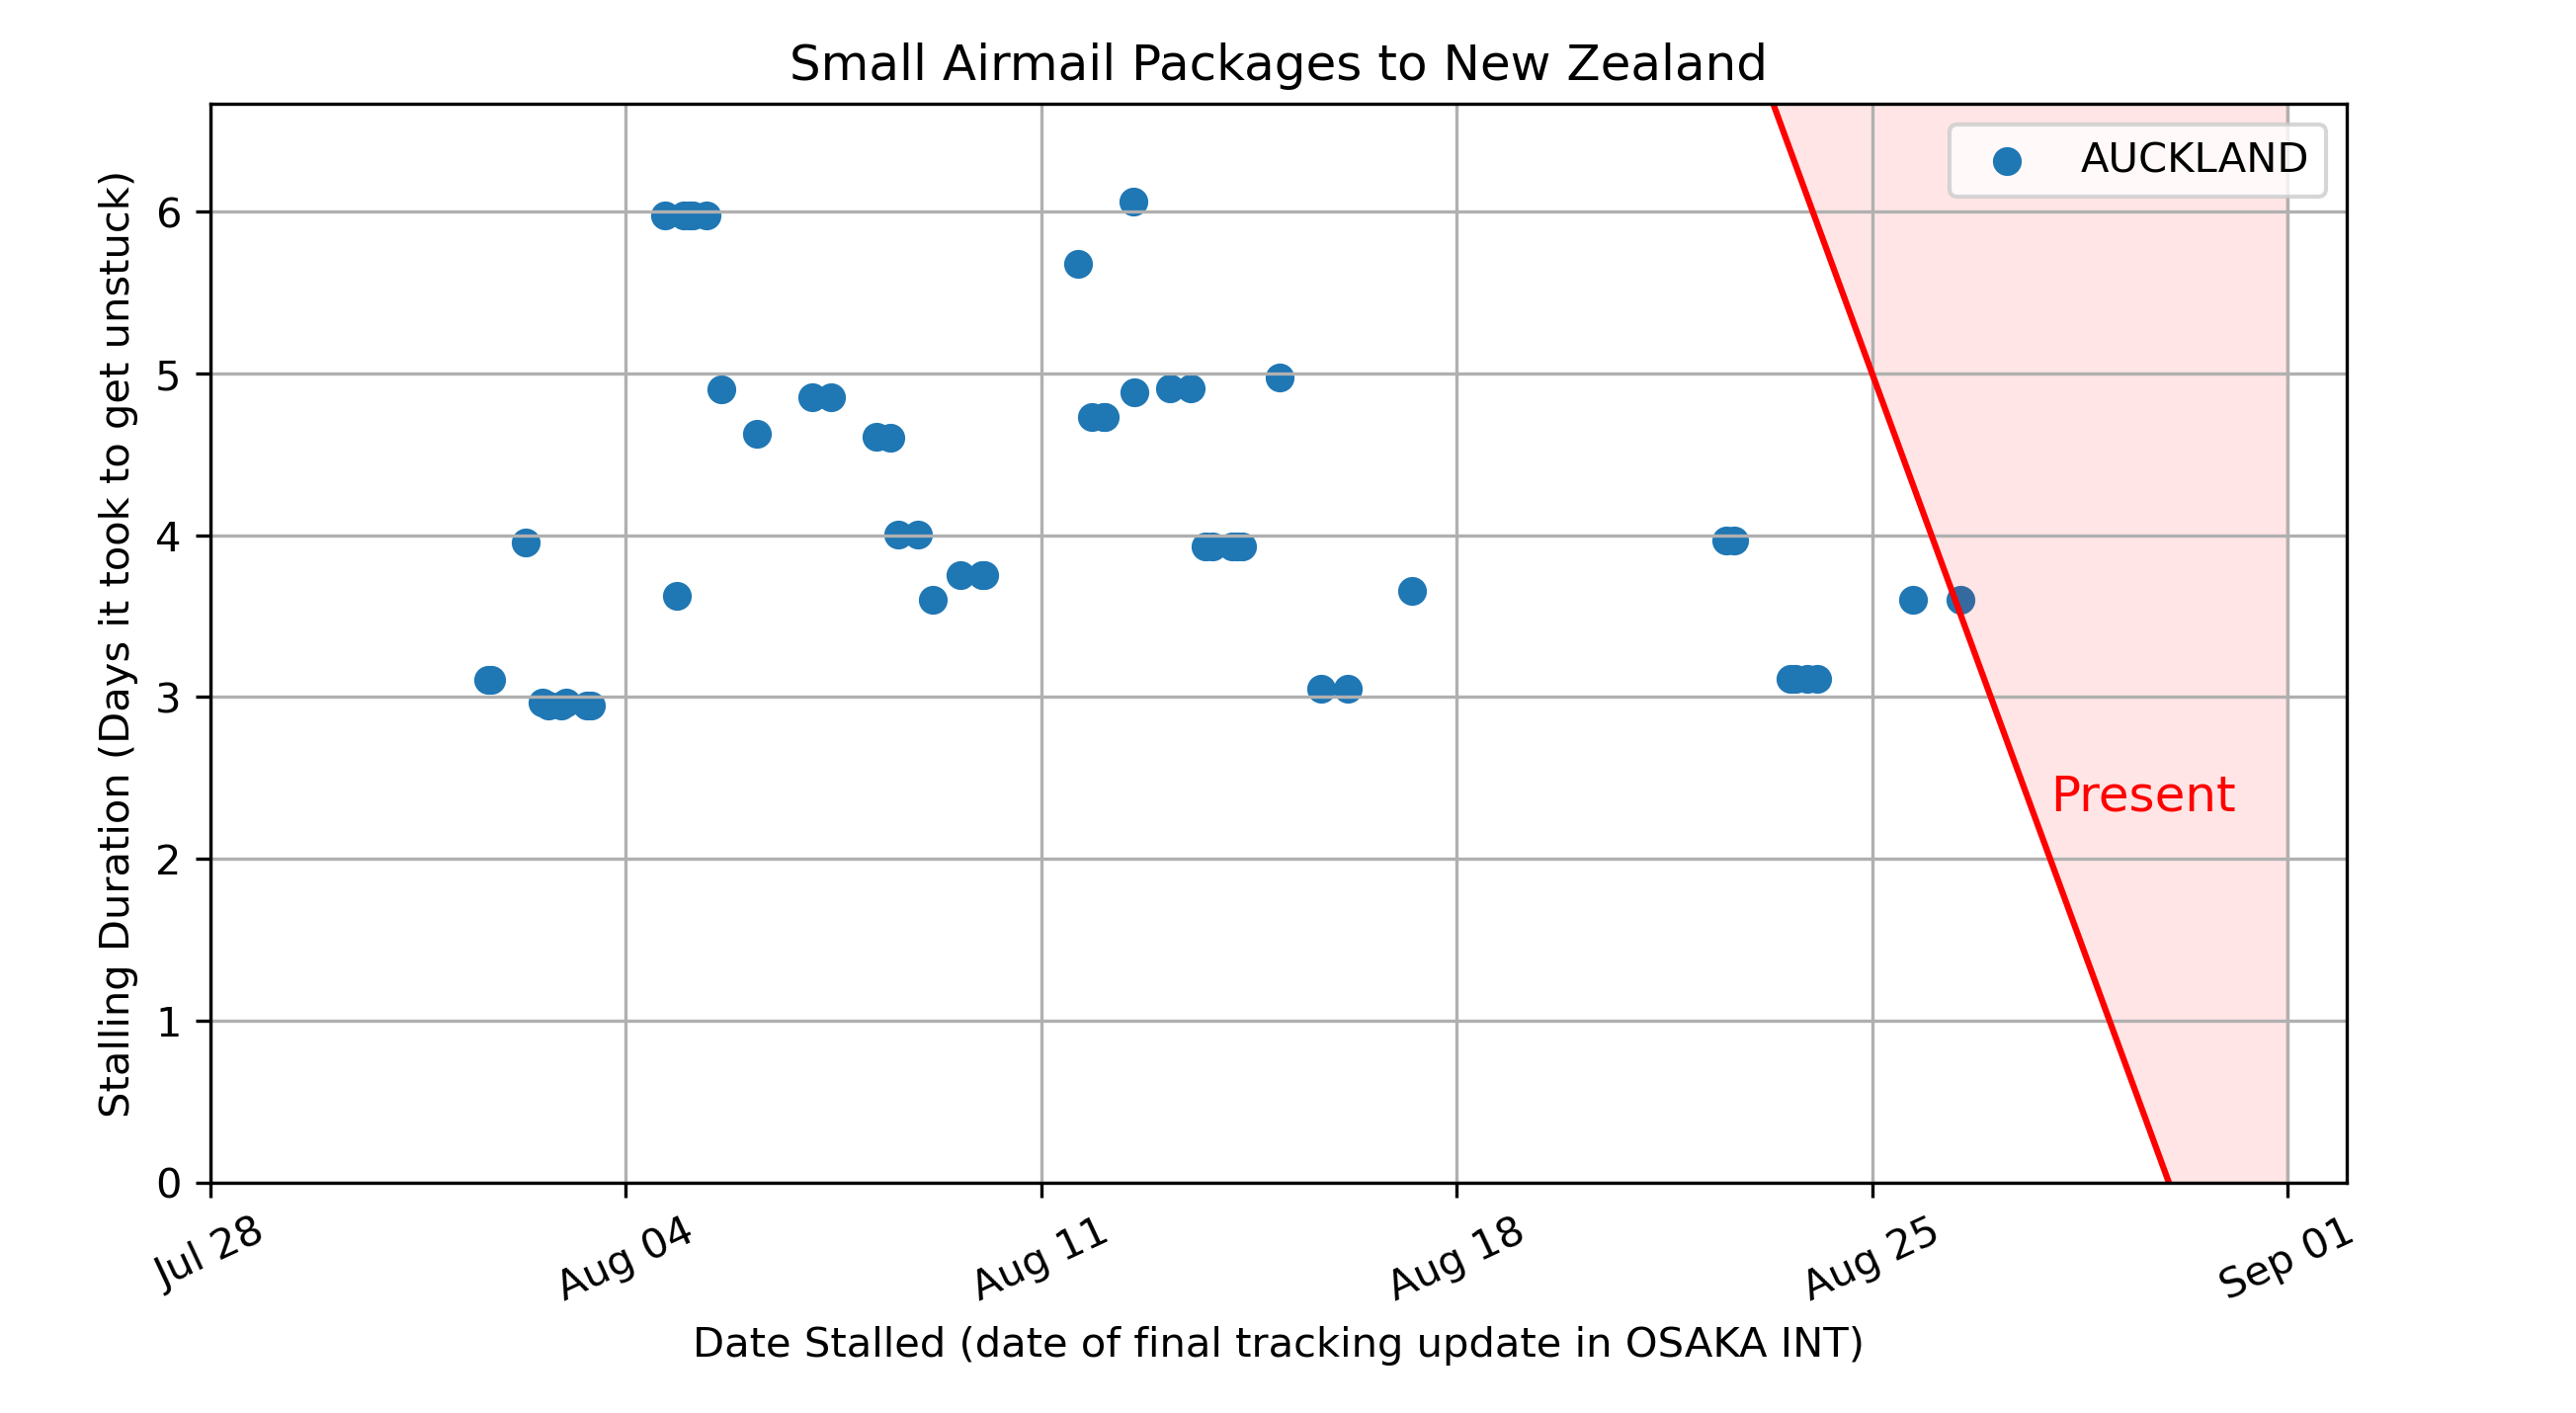 Small Airmail Packages to New Zealand
AUCKLAND
Stalling Duration (Days it took to get unstuck)
6
5
4
3
2
1
0
Present
Jul 28
Aug 04
Aug 11
Aug 18
Aug 25
Sep 01
Date Stalled (date of final tracking update in OSAKA INT)